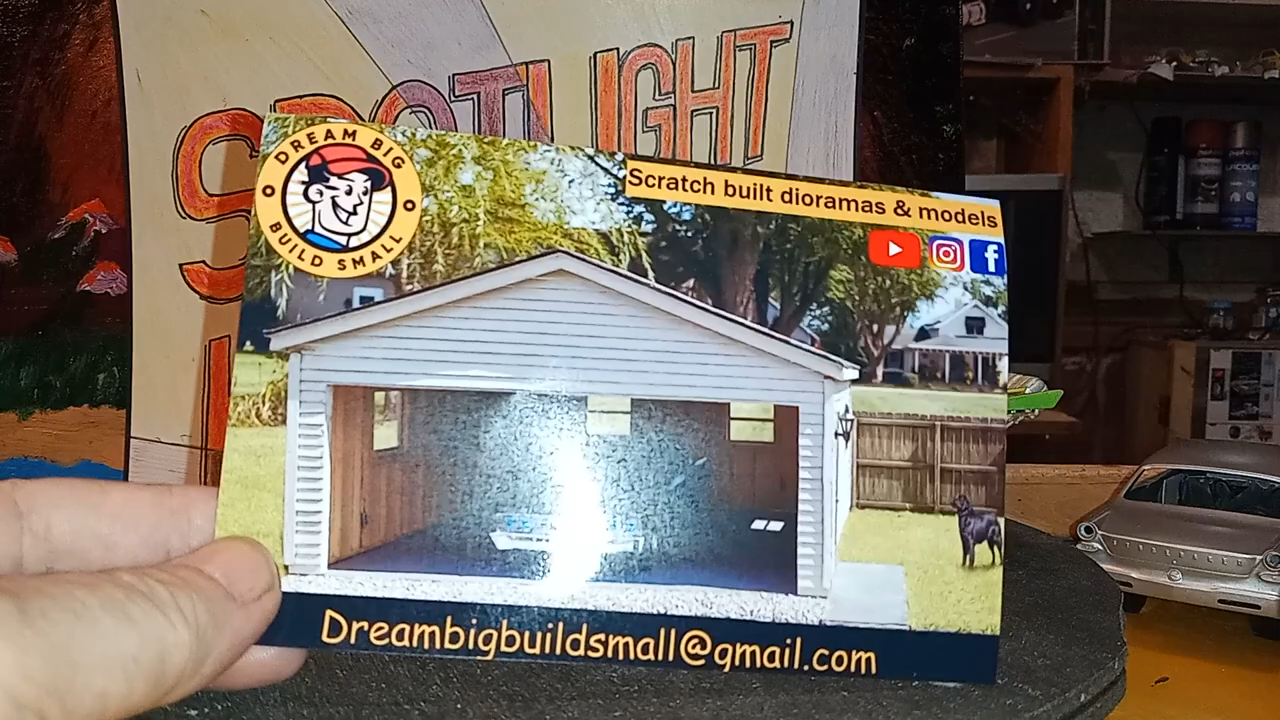 SPOTLIGHT
DREAM BIG
BUILD SMALL
Scratch built dioramas & models
Dreambigbuildsmall@gmail.com